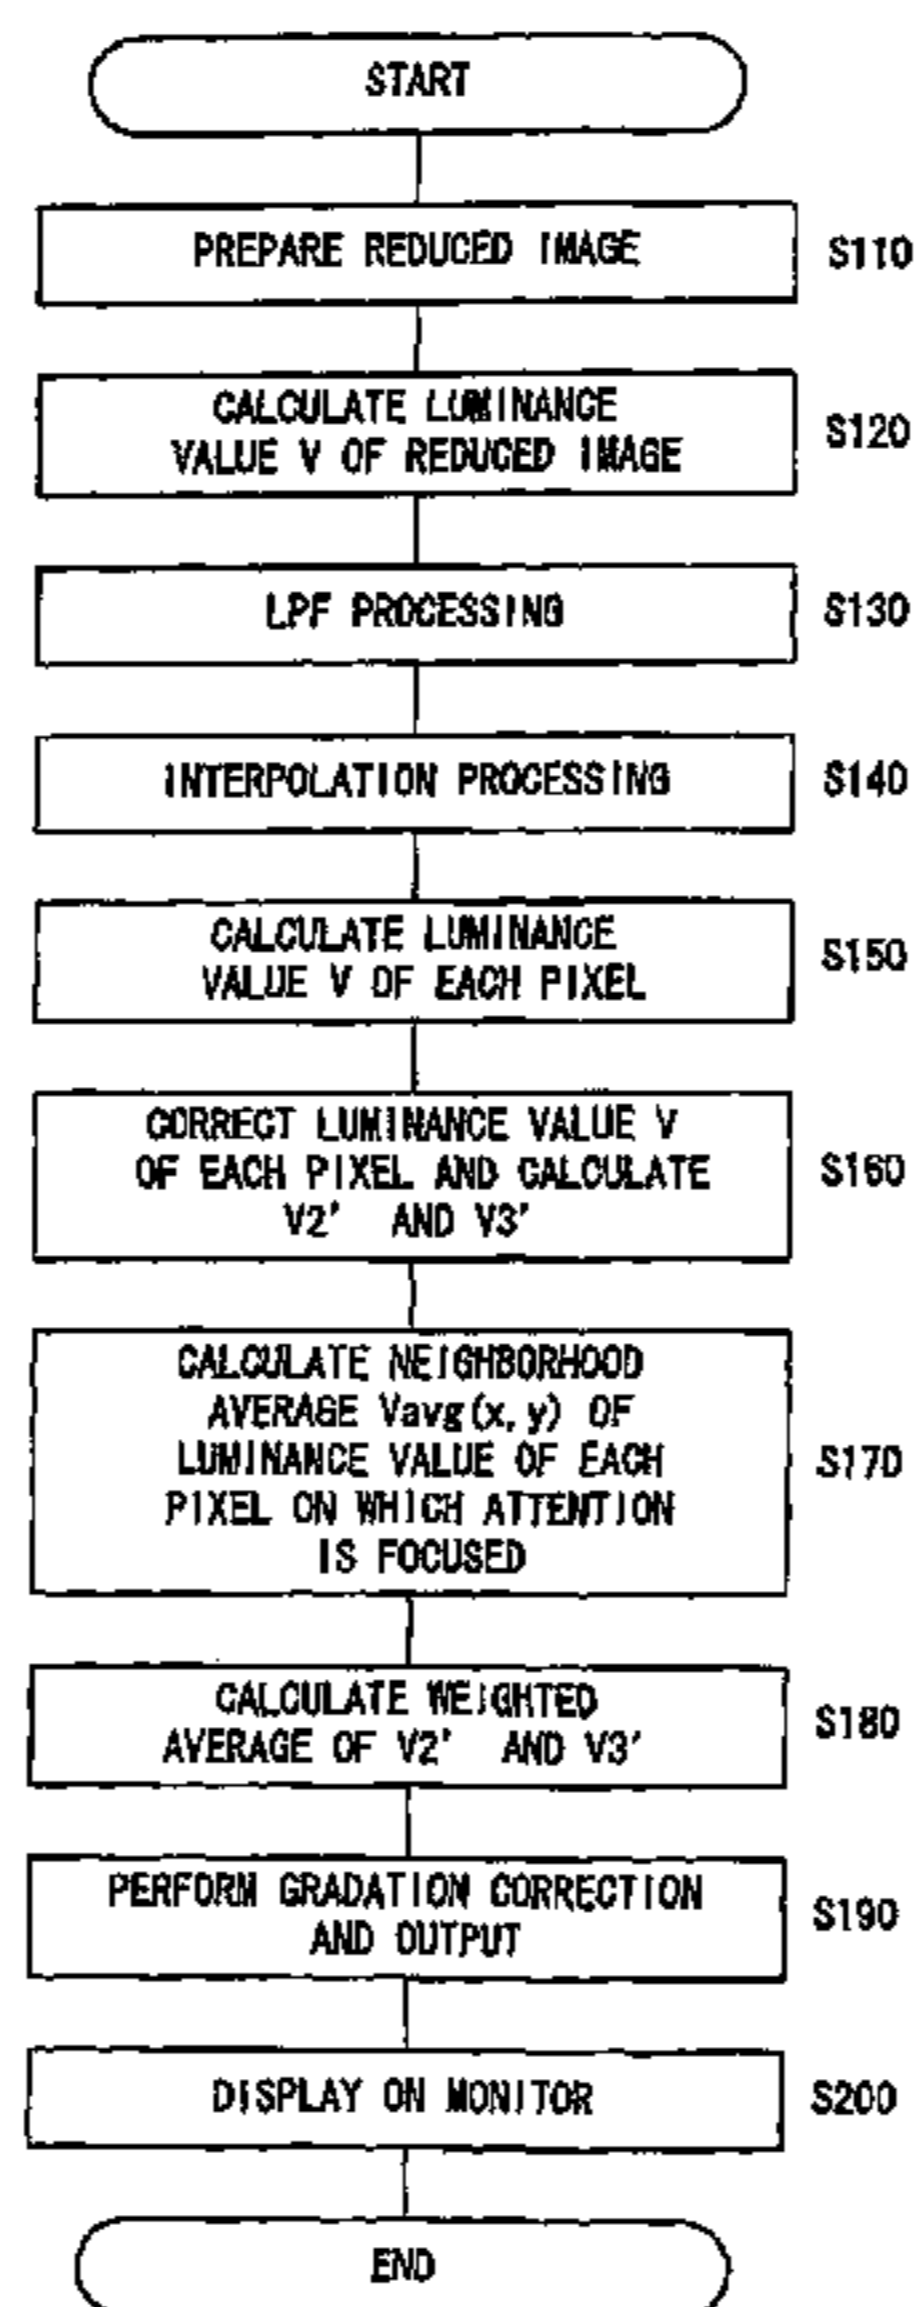 START
PREPARE REDUCED IMAGE
S110
CALCULATE LUMINANCE
VALUE V OF REDUCED IMAGE
S120
LPF PROCESSING
S130
INTERPOLATION PROCESSING
S140
CALCULATE LUMINANCE
VALUE V OF EACH PIXEL
S150
CORRECT LUMINANCE VALUE V
OF EACH PIXEL AND CALCULATE
V2' AND V3'
S160
CALCULATE NEIGHBORHOOD
AVERAGE Vavg(x, y) OF
LUMINANCE VALUE OF EACH
PIXEL ON WHICH ATTENTION
IS FOCUSED
S170
CALCULATE WEIGHTED
AVERAGE OF V2' AND V3'
S180
PERFORM GRADATION CORRECTION
AND OUTPUT
S190
DISPLAY ON MONITOR
S200
END